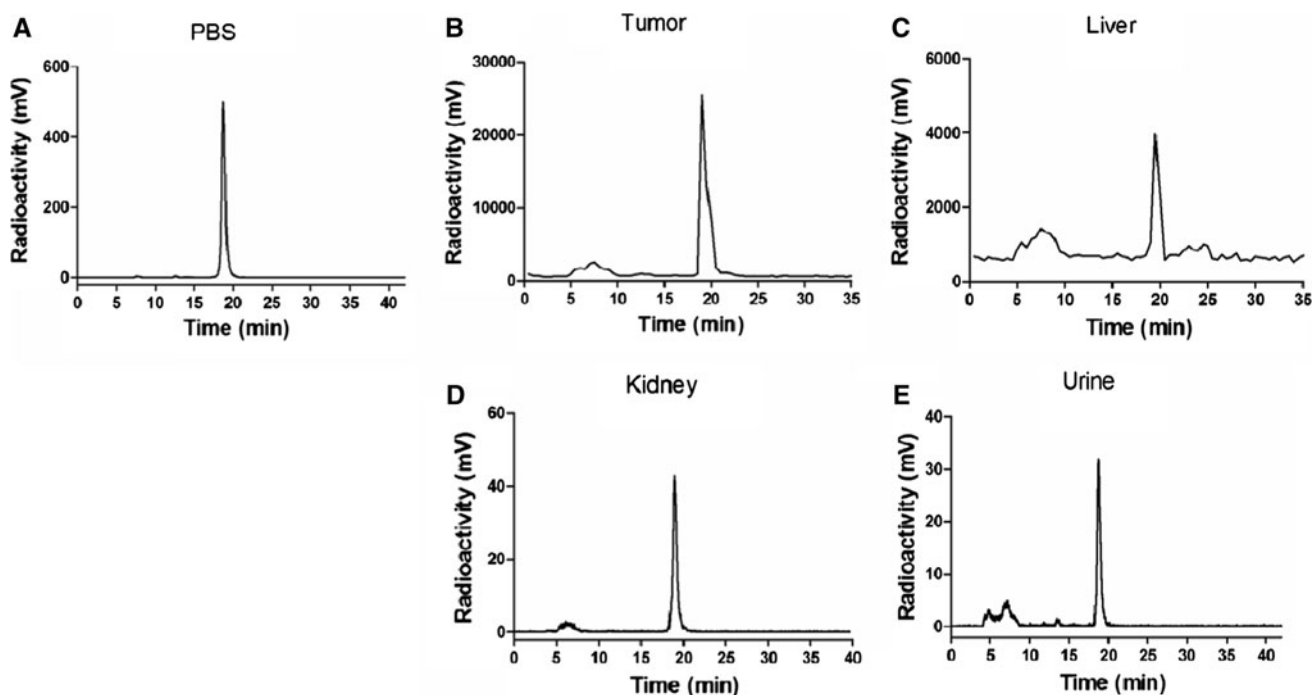 A
PBS
Radioactivity (mV)
600
400
200
0
0 5 10 15 20 25 30 35 40
Time (min)
B
Tumor
Radioactivity (mV)
30000
20000
10000
0
0 5 10 15 20 25 30 35
Time (min)
C
Liver
Radioactivity (mV)
6000
4000
2000
0
0 5 10 15 20 25 30 35
Time (min)
D
Kidney
Radioactivity (mV)
60
40
20
0
0 5 10 15 20 25 30 35 40
Time (min)
E
Urine
Radioactivity (mV)
40
30
20
10
0
0 5 10 15 20 25 30 35 40
Time (min)